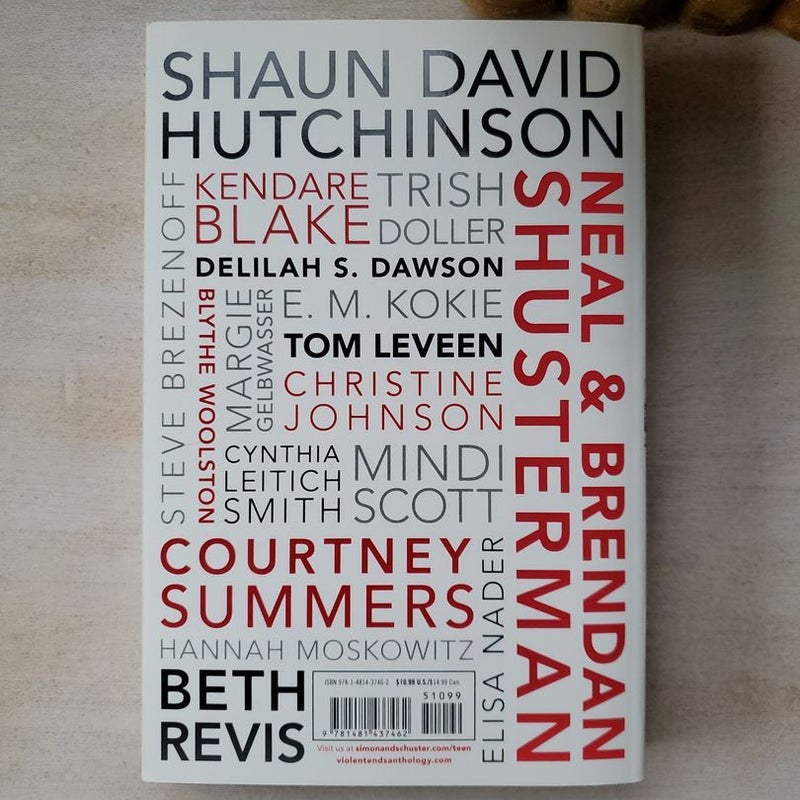 SHAUN DAVID
HUTCHINSON
NEAL & BRENDAN
SHUSTERMAN
STEVE BREZENOFF
KENDARE
BLAKE
TRISH
DOLLER
DELILAH S. DAWSON
BLYTHE WOOLSTON
MARGIE
GELBWASSER
E. M. KOKIE
TOM LEVEEN
CHRISTINE
JOHNSON
CYNTHIA
LEITICH
SMITH
MINDI
SCOTT
COURTNEY
SUMMERS
ELISA NADER
HANNAH MOSKOWITZ
BETH
REVIS
ISBN 978-1-4814-3746-2 $10.99 U.S./$14.99 Can.
51099
9 781481 437462
Visit us at simonandschuster.com/teen
violentendsanthology.com